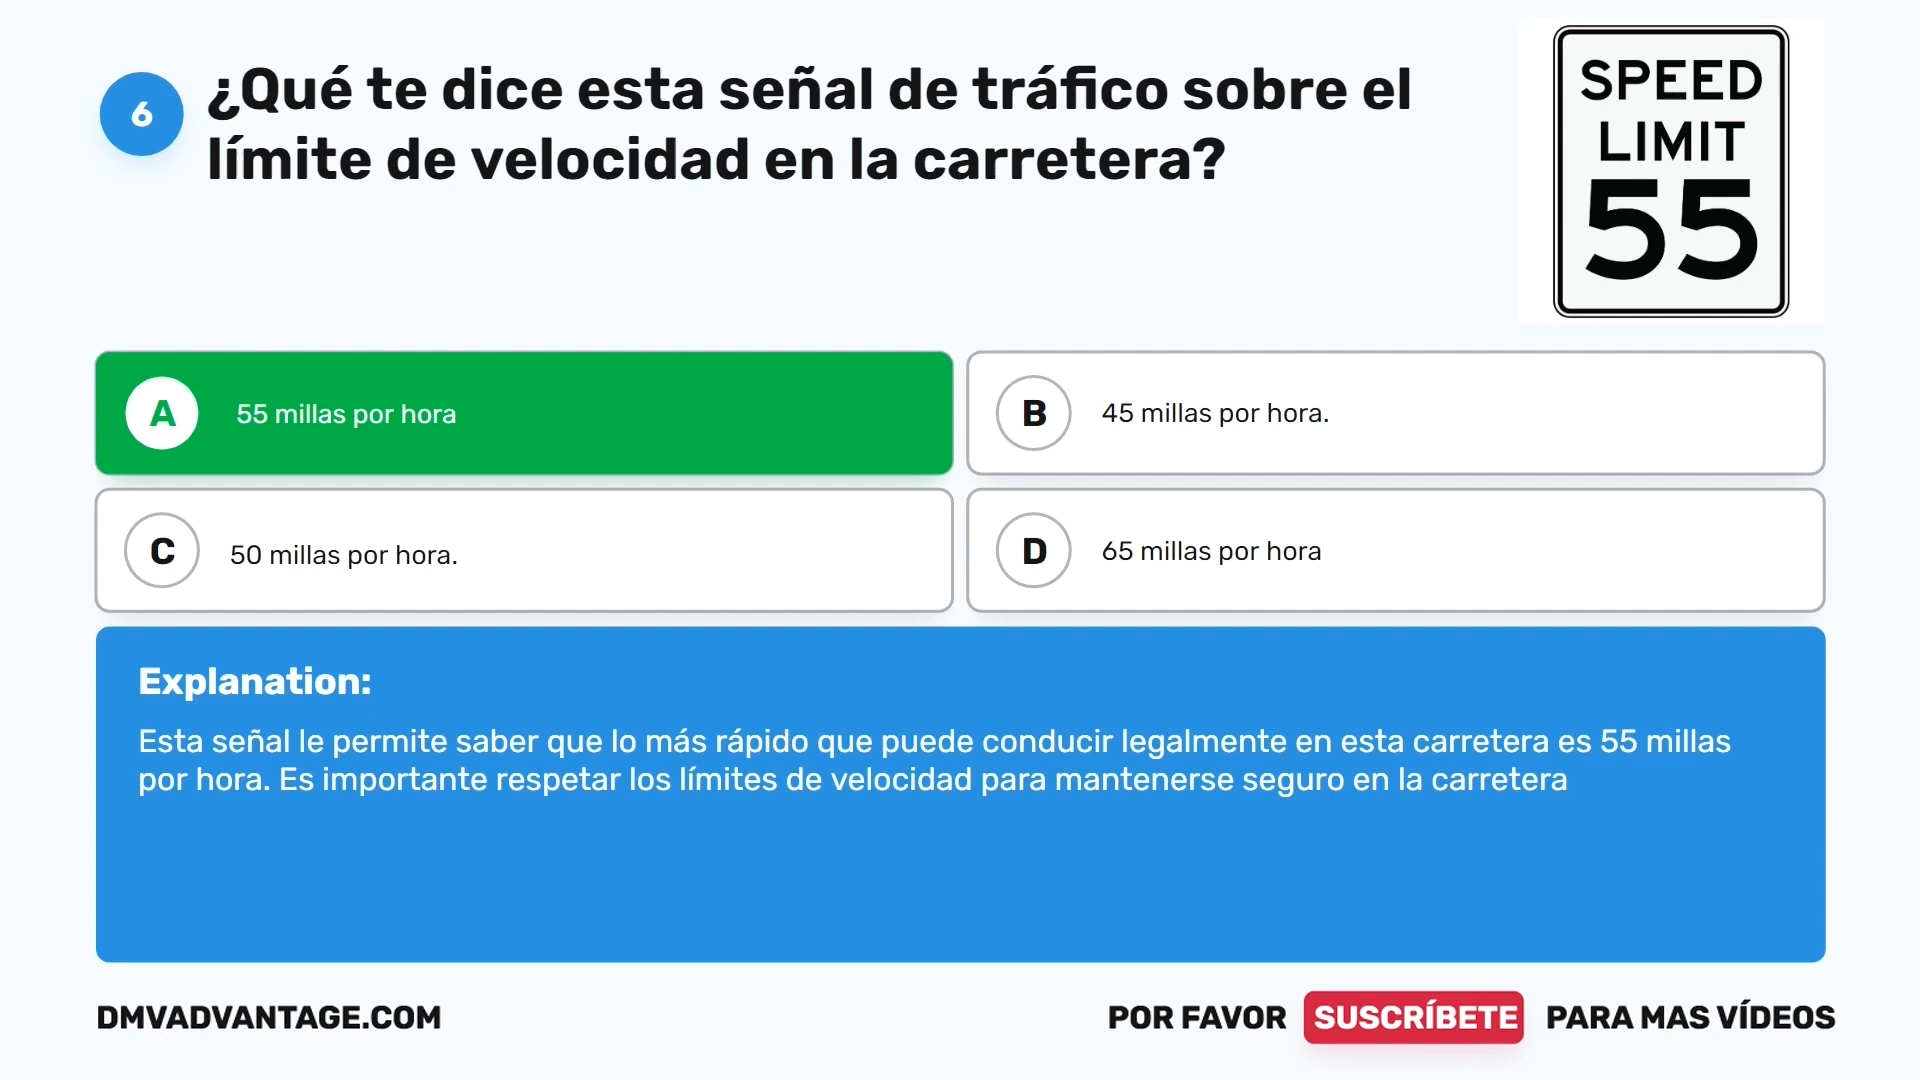 6
¿Qué te dice esta señal de tráfico sobre el
límite de velocidad en la carretera?
SPEED
LIMIT
55
A
55 millas por hora
B
45 millas por hora.
C
50 millas por hora.
D
65 millas por hora
Explanation:
Esta señal le permite saber que lo más rápido que puede conducir legalmente en esta carretera es 55 millas
por hora. Es importante respetar los límites de velocidad para mantenerse seguro en la carretera
DMVADVANTAGE.COM
POR FAVOR SUSCRÍBETE PARA MAS VÍDEOS